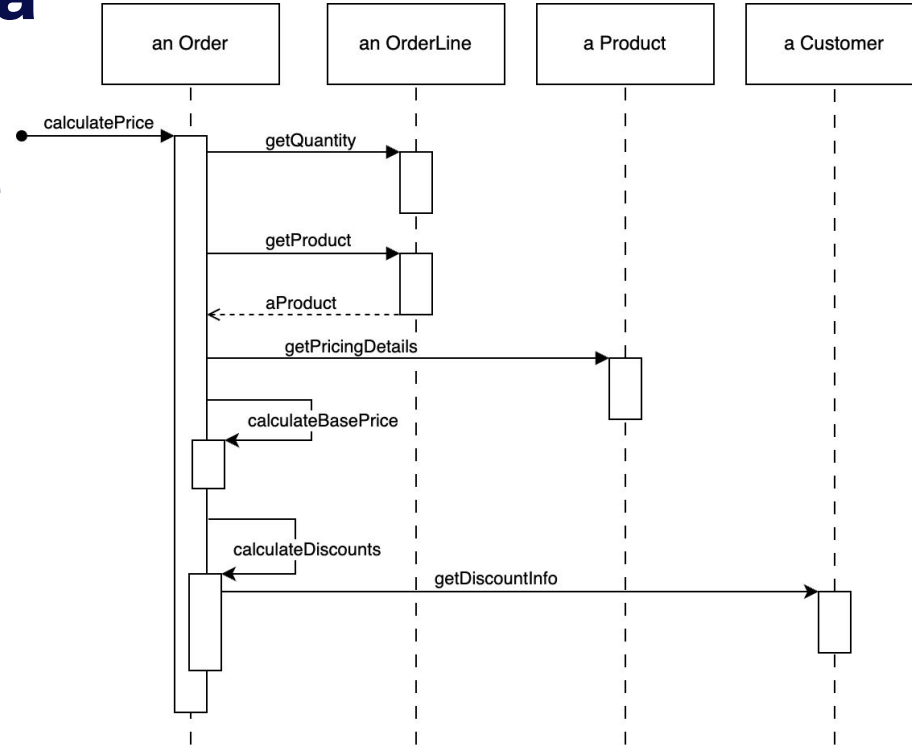 a
an Order
an OrderLine
a Product
a Customer
calculatePrice
getQuantity
getProduct
aProduct
getPricingDetails
calculateBasePrice
calculateDiscounts
getDiscountInfo